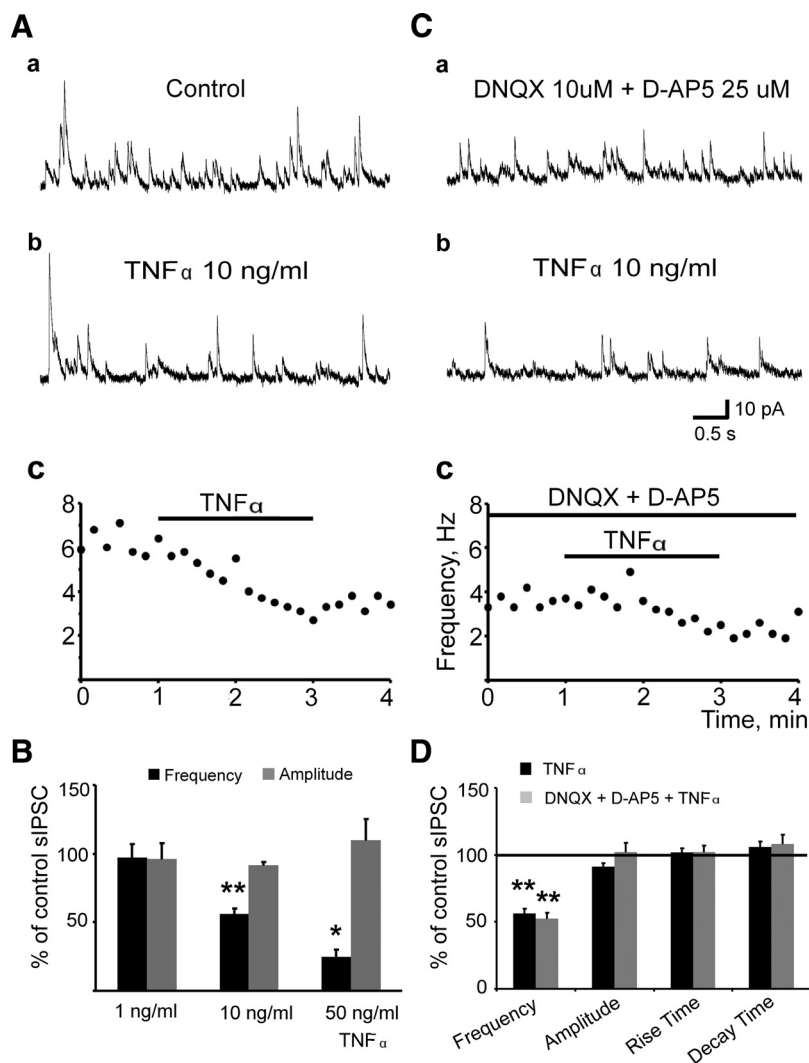 A
a
Control
b
TNFα 10 ng/ml
c
TNFα
8
6
4
2
0
1
2
3
4
B
Frequency
Amplitude
% of control sIPSC
150
100
50
**
*
1 ng/ml
10 ng/ml
50 ng/ml
TNFα
C
a
DNQX 10uM + D-AP5 25 uM
b
TNFα 10 ng/ml
10 pA
0.5 s
c
DNQX + D-AP5
TNFα
Frequency, Hz
8
6
4
2
0
1
2
3
4
Time, min
D
TNFα
DNQX + D-AP5 + TNFα
% of control sIPSC
150
100
50
0
**
**
Frequency
Amplitude
Rise Time
Decay Time